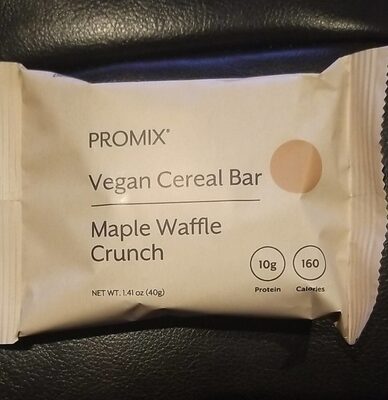 PROMIX®
Vegan Cereal Bar
Maple Waffle
Crunch
10g
Protein
160
Calories
NET WT. 1.41 oz (40g)